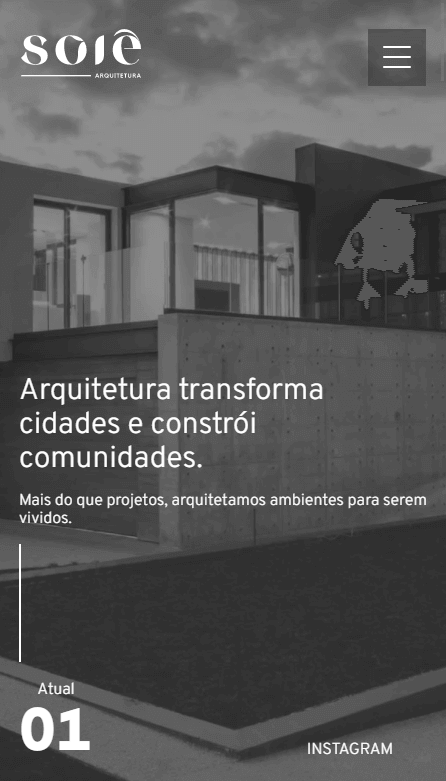 soiê
ARQUITETURA
Arquitetura transforma
cidades e constrói
comunidades.
Mais do que projetos, arquitetamos ambientes para serem
vividos.
Atual
01
INSTAGRAM